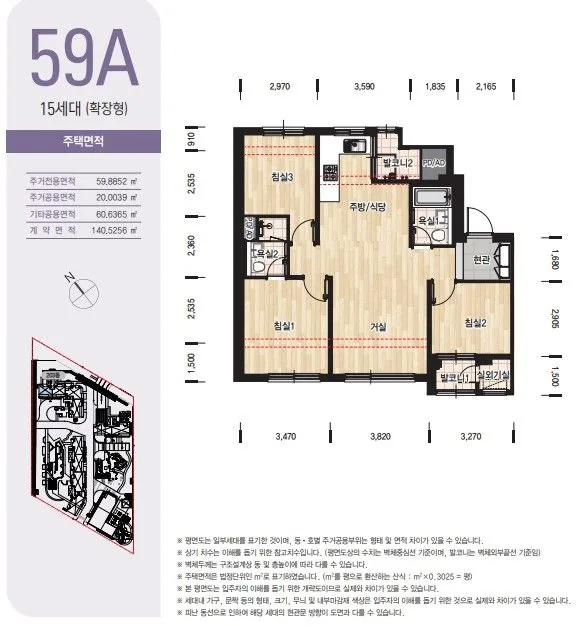 59A
15세대 (확장형)
주택면적
주거전용면적 59.8852 ㎡
주거공용면적 20.0039 ㎡
기타공용면적 60.6365 ㎡
계 약 면 적 140.5256 ㎡
N
203동
2,970 3,590 1,835 2,165
910
2,535
2,360
2,535
1,500
침실3
발코니2
PD/AD
주방/식당
욕실1
PD/AD
욕실2
현관
침실1
거실
침실2
발코니1
실외기실
1,680
2,905
1,500
3,470 3,820 3,270
※ 평면도는 일부세대를 표기한 것이며, 동·호별 주거공용부위는 형태 및 면적 차이가 있을 수 있습니다.
※ 상기 치수는 이해를 돕기 위한 참고치수입니다. (평면도상의 수치는 벽체중심선 기준이며, 발코니는 벽체외부끝선 기준임)
※ 벽체두께는 구조설계상 동 및 층높이에 따라 다를 수 있습니다.
※ 주택면적은 법정단위인 ㎡로 표기하였습니다. (㎡를 평으로 환산하는 산식 : ㎡×0.3025 = 평)
※ 본 평면도는 입주자의 이해를 돕기 위한 개략도이므로 실제와 차이가 있을 수 있습니다.
※ 세대내 가구, 문짝 등의 형태, 크기, 무늬 및 내부마감재 색상은 입주자의 이해를 돕기 위한 것으로 실제와 차이가 있을 수 있습니다.
※ 피난 동선으로 인하여 해당 세대의 현관문 방향이 도면과 다를 수 있습니다.